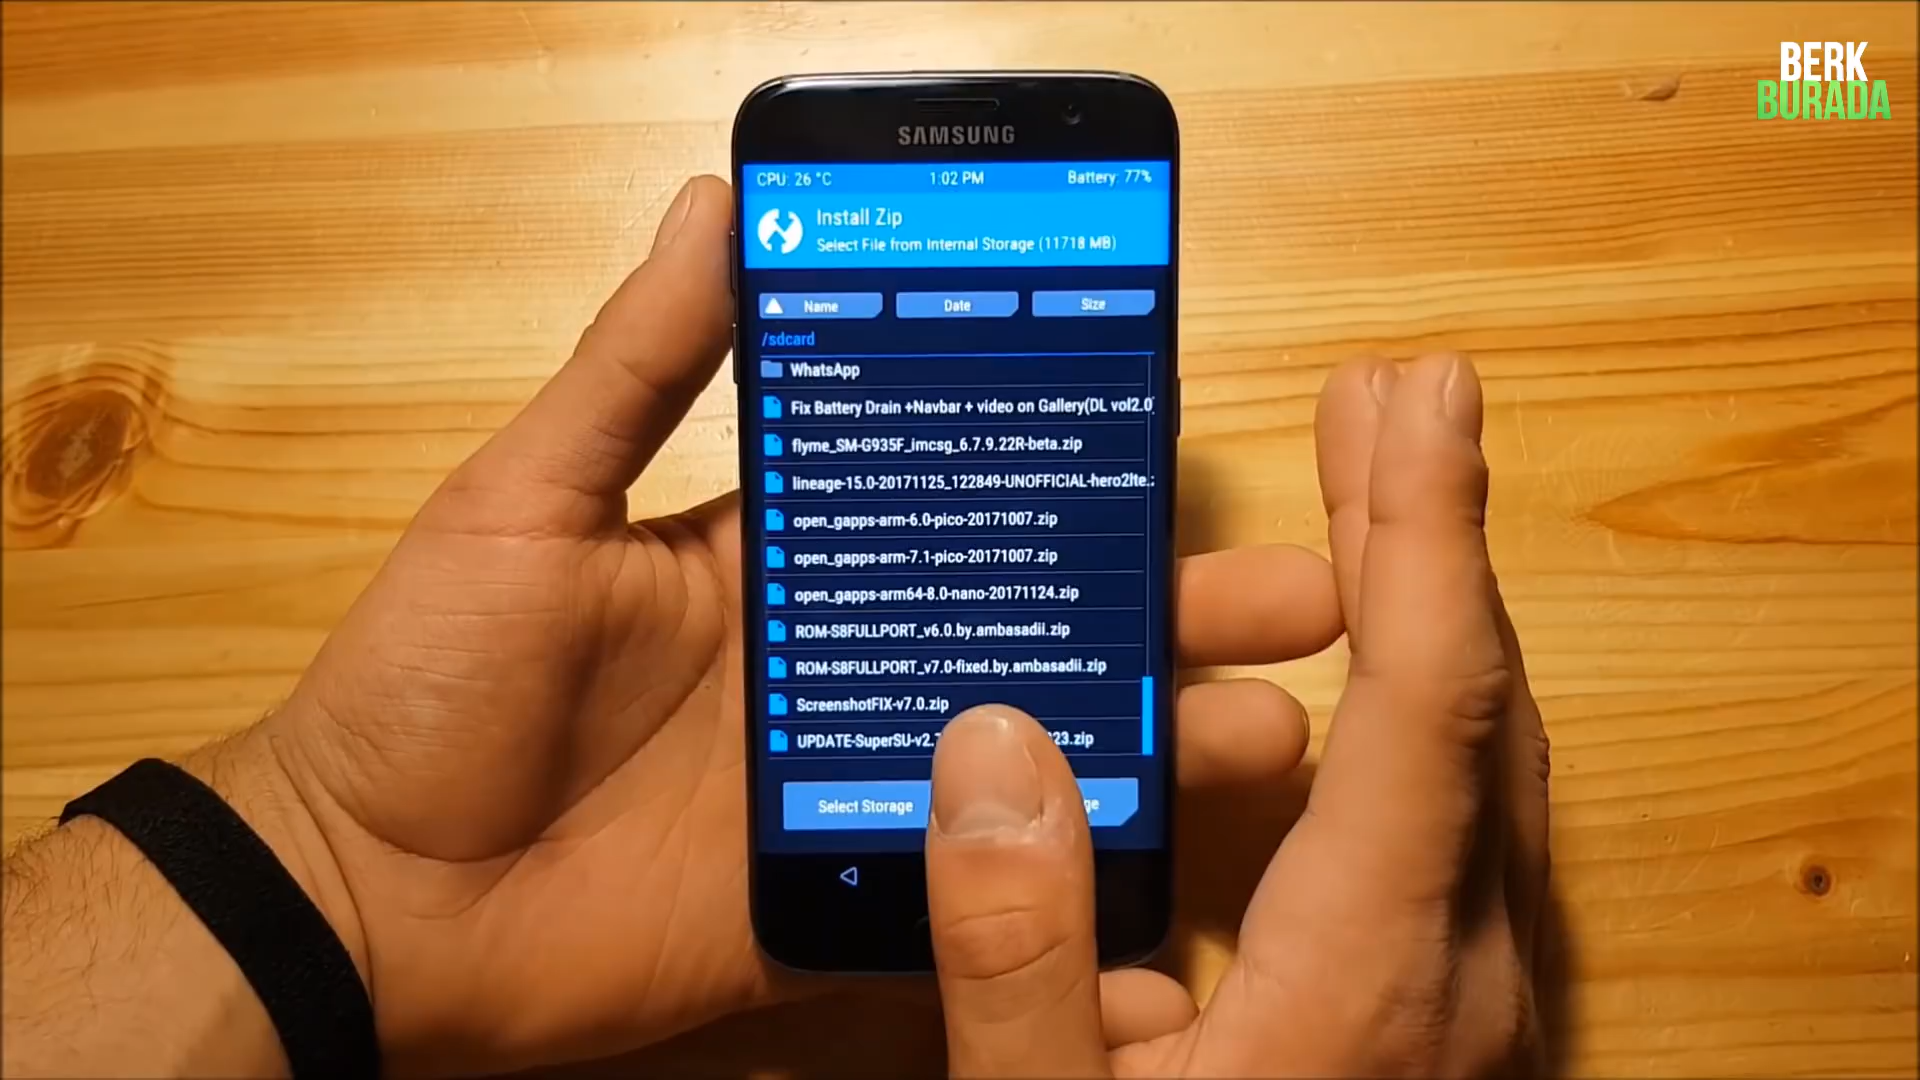 BERK
BURADA
SAMSUNG
CPU: 26 °C 1:02 PM Battery: 77%
Install Zip
Select File from Internal Storage (11718 MB)
Name Date Size
/sdcard
WhatsApp
Fix Battery Drain +Navbar + video on Gallery(DL vol2.0)
flyme_SM-G935F_imcsg_6.7.9.22R-beta.zip
lineage-15.0-20171125_122849-UNOFFICIAL-hero2lte.z
open_gapps-arm-6.0-pico-20171007.zip
open_gapps-arm-7.1-pico-20171007.zip
open_gapps-arm64-8.0-nano-20171124.zip
ROM-S8FULLPORT_v6.0.by.ambasadii.zip
ROM-S8FULLPORT_v7.0-fixed.by.ambasadii.zip
ScreenshotFIX-v7.0.zip
UPDATE-SuperSU-v2. 23.zip
Select Storage ge